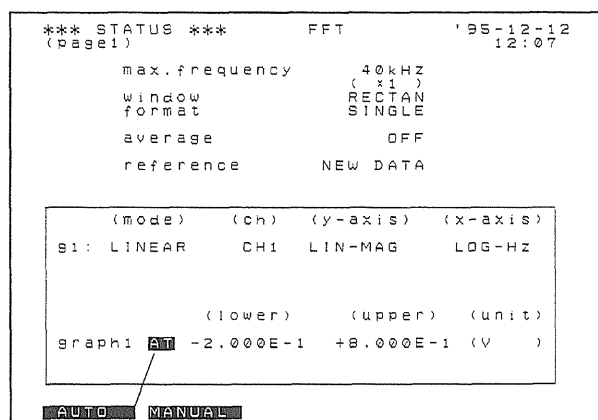 *** STATUS *** FFT '95-12-12
(page1) 12:07
max.frequency 40kHz
( x1 )
window RECTAN
format SINGLE
average OFF
reference NEW DATA
(mode) (ch) (y-axis) (x-axis)
g1: LINEAR CH1 LIN-MAG LOG-Hz
(lower) (upper) (unit)
graph1 AT -2.000E-1 +8.000E-1 (V )
AUTO MANUAL